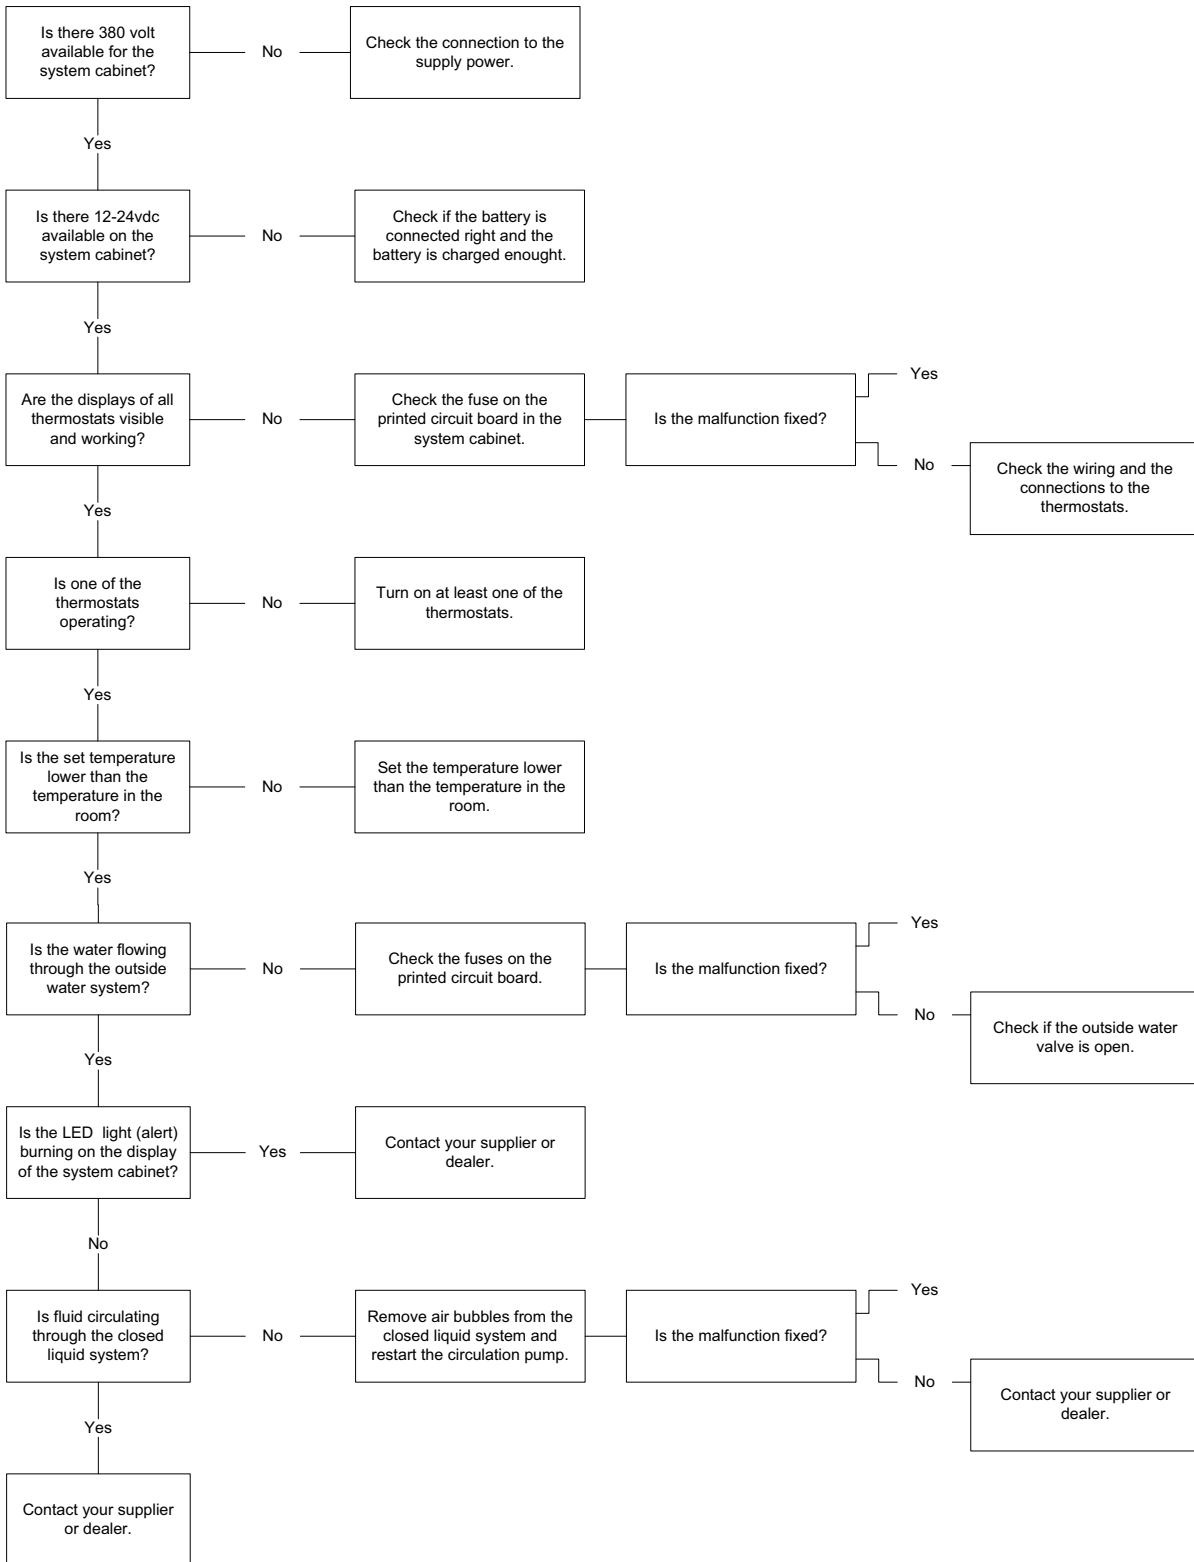 Is there 380 volt
available for the
system cabinet?
No
Check the connection to the
supply power.
Yes
Is there 12-24vdc
available on the
system cabinet?
No
Check if the battery is
connected right and the
battery is charged enought.
Yes
Are the displays of all
thermostats visible
and working?
No
Check the fuse on the
printed circuit board in the
system cabinet.
Is the malfunction fixed?
Yes
No
Check the wiring and the
connections to the
thermostats.
Yes
Is one of the
thermostats
operating?
No
Turn on at least one of the
thermostats.
Yes
Is the set temperature
lower than the
temperature in the
room?
No
Set the temperature lower
than the temperature in the
room.
Yes
Is the water flowing
through the outside
water system?
No
Check the fuses on the
printed circuit board.
Is the malfunction fixed?
Yes
No
Check if the outside water
valve is open.
Yes
Is the LED light (alert)
burning on the display
of the system cabinet?
Yes
Contact your supplier or
dealer.
No
Is fluid circulating
through the closed
liquid system?
No
Remove air bubbles from the
closed liquid system and
restart the circulation pump.
Is the malfunction fixed?
Yes
No
Contact your supplier or
dealer.
Yes
Contact your supplier
or dealer.